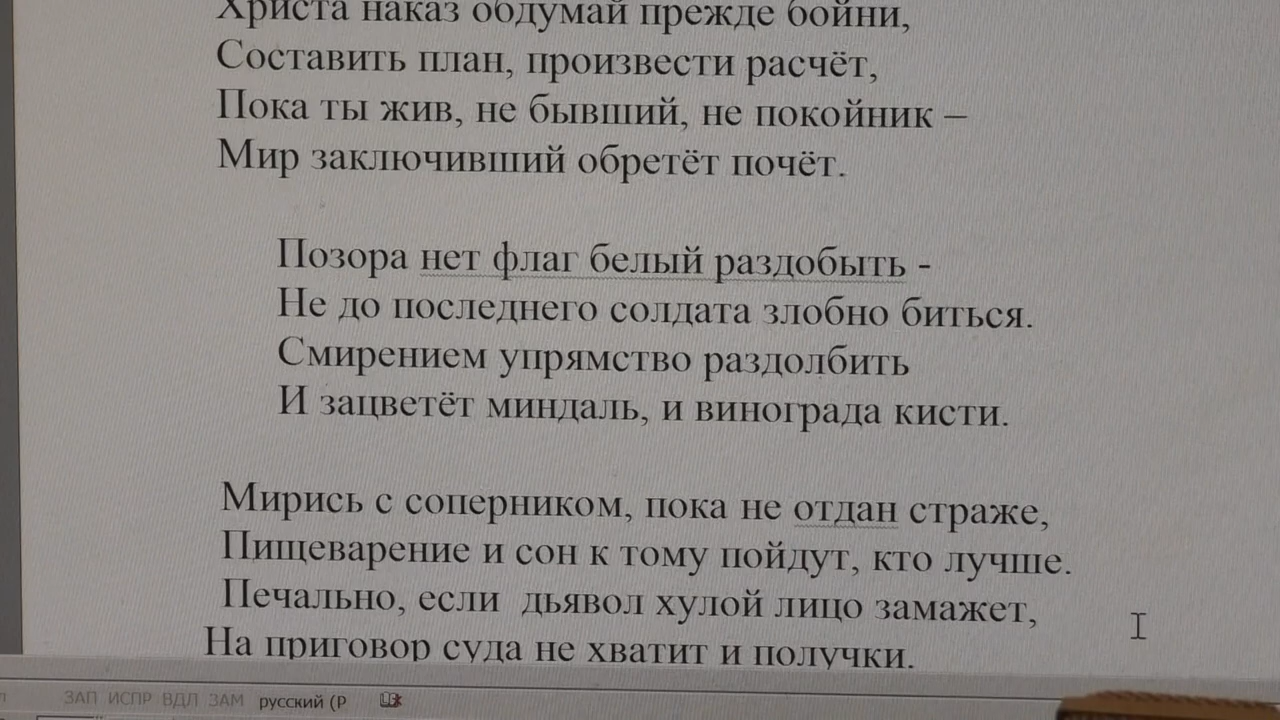 Христа наказ обдумай прежде бойни,
Составить план, произвести расчёт,
Пока ты жив, не бывший, не покойник –
Мир заключивший обретёт почёт.
Позора нет флаг белый раздобыть -
Не до последнего солдата злобно биться.
Смирением упрямство раздолбить
И зацветёт миндаль, и винограда кисти.
Мирись с соперником, пока не отдан страже,
Пищеварение и сон к тому пойдут, кто лучше.
Печально, если дьявол хулой лицо замажет,
На приговор суда не хватит и получки.
ЗАП ИСПР ВДЛ ЗАМ русский (Р